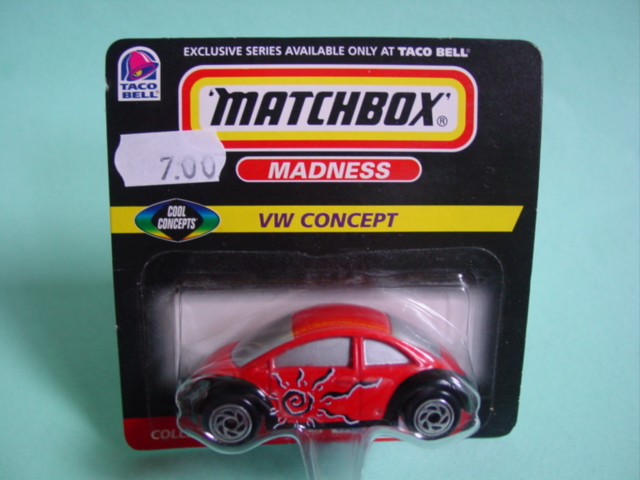 EXCLUSIVE SERIES AVAILABLE ONLY AT TACO BELL®
TACO
BELL®
MATCHBOX®
7.00
MADNESS
COOL
CONCEPTS
VW CONCEPT